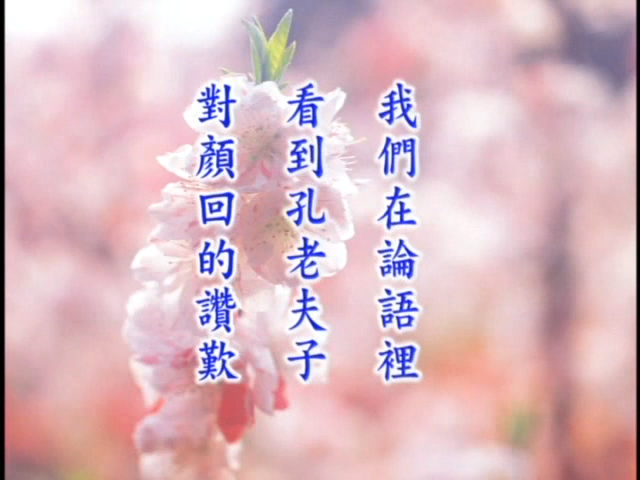 我們在論語裡
看到孔老夫子
對顏回的讚歎